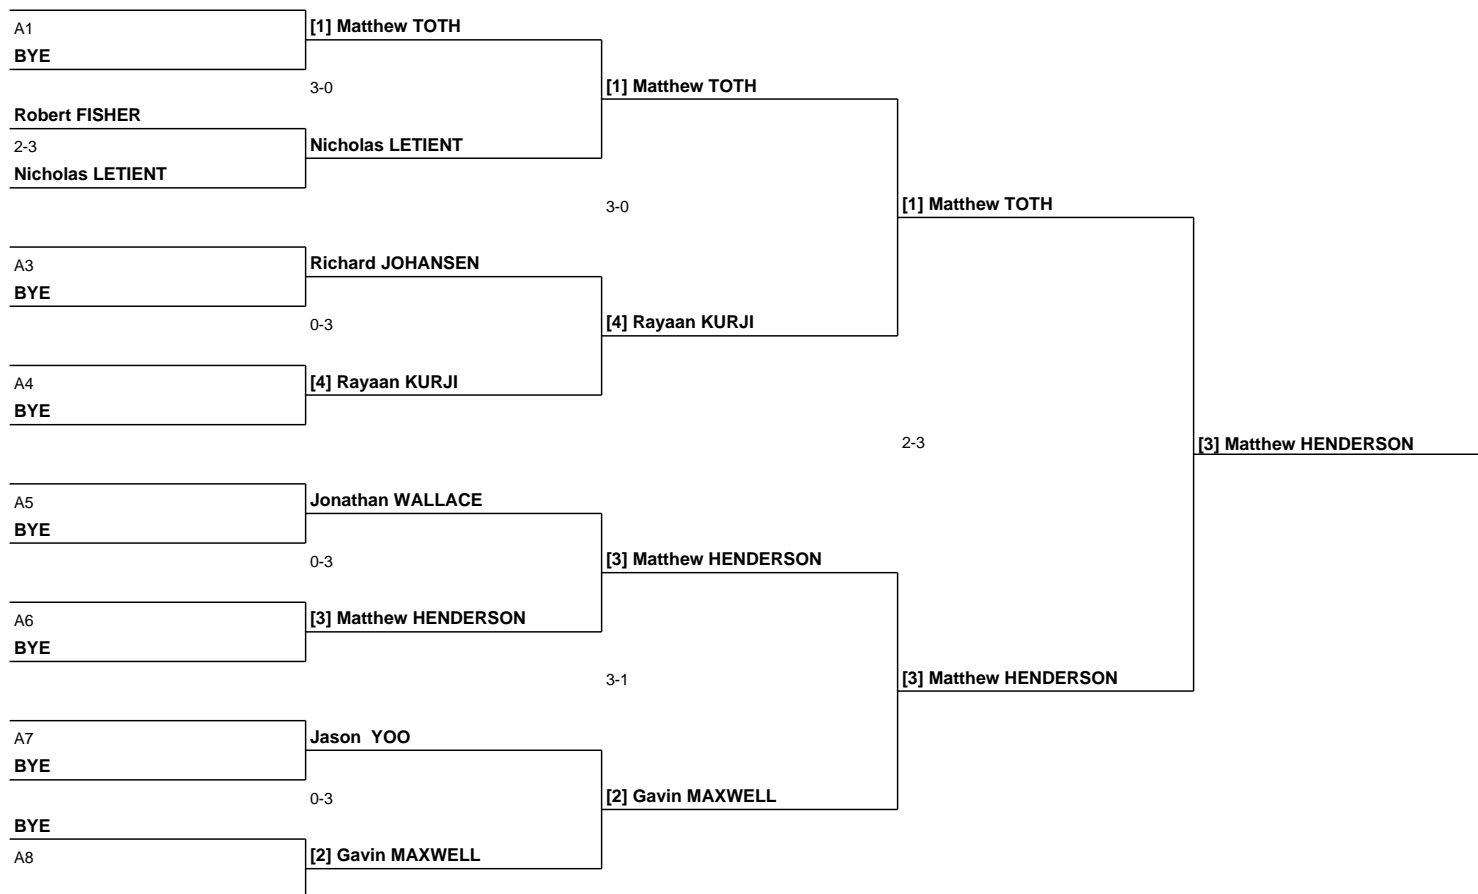 A1
BYE
[1] Matthew TOTH
3-0
[1] Matthew TOTH
Robert FISHER
2-3
Nicholas LETIENT
Nicholas LETIENT
3-0
[1] Matthew TOTH
A3
BYE
Richard JOHANSEN
0-3
[4] Rayaan KURJI
A4
BYE
[4] Rayaan KURJI
2-3
[3] Matthew HENDERSON
A5
BYE
Jonathan WALLACE
0-3
[3] Matthew HENDERSON
A6
BYE
[3] Matthew HENDERSON
3-1
[3] Matthew HENDERSON
A7
BYE
Jason  YOO
0-3
[2] Gavin MAXWELL
BYE
A8
[2] Gavin MAXWELL